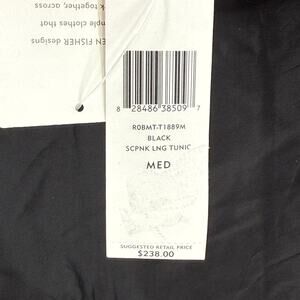 k together, across
ple clothes that
EN FISHER designs
8 28486 38509 7
R0BMT-T1889M
BLACK
SCPNK LNG TUNIC
MED
SUGGESTED RETAIL PRICE
$238.00